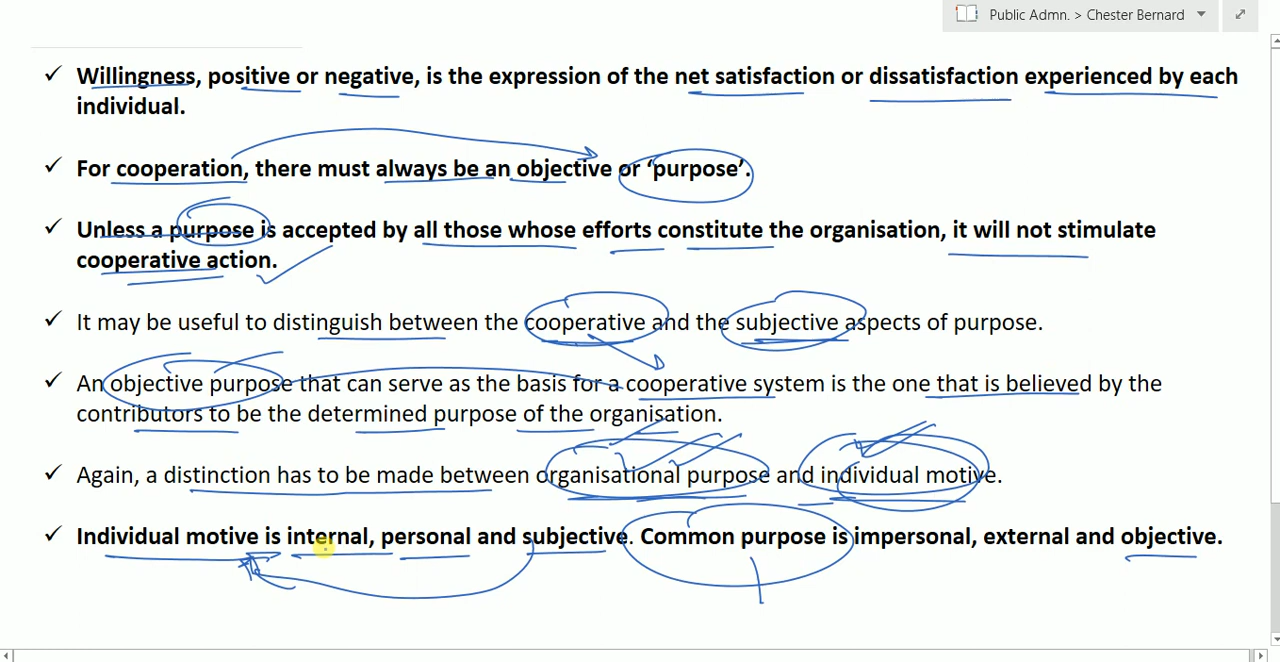 Public Admn. > Chester Bernard
✓ Willingness, positive or negative, is the expression of the net satisfaction or dissatisfaction experienced by each
individual.
✓ For cooperation, there must always be an objective or ‘purpose’.
✓ Unless a purpose is accepted by all those whose efforts constitute the organisation, it will not stimulate
cooperative action.
✓ It may be useful to distinguish between the cooperative and the subjective aspects of purpose.
✓ An objective purpose that can serve as the basis for a cooperative system is the one that is believed by the
contributors to be the determined purpose of the organisation.
✓ Again, a distinction has to be made between organisational purpose and individual motive.
✓ Individual motive is internal, personal and subjective. Common purpose is impersonal, external and objective.